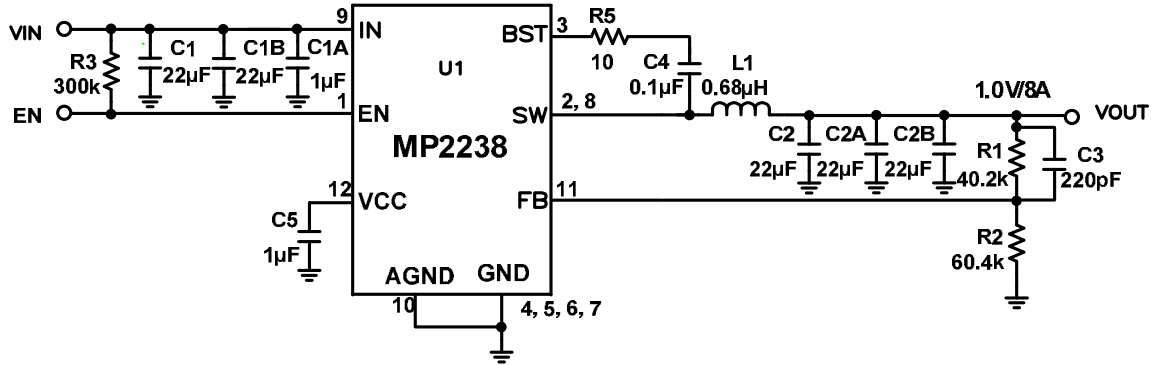 VIN
R3
300k
EN
C1
22µF
C1B
22µF
C1A
1µF
9
IN
1
EN
12
VCC
C5
1µF
U1
MP2238
BST
3
SW
2, 8
FB
11
AGND
10
GND
4, 5, 6, 7
R5
10
C4
0.1µF
L1
0.68µH
1.0V/8A
VOUT
C2
22µF
C2A
22µF
C2B
22µF
R1
40.2k
C3
220pF
R2
60.4k